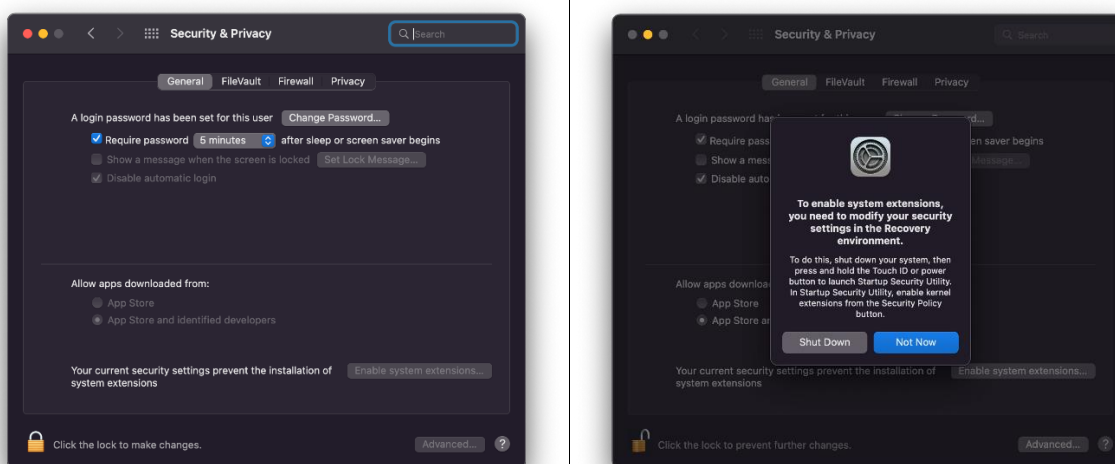 Security & Privacy
Search
General FileVault Firewall Privacy
A login password has been set for this user Change Password...
Require password 5 minutes after sleep or screen saver begins
Show a message when the screen is locked Set Lock Message...
Disable automatic login
Allow apps downloaded from:
App Store
App Store and identified developers
Your current security settings prevent the installation of
system extensions
Enable system extensions...
Click the lock to make changes.
Advanced... ?
Security & Privacy
Search
General FileVault Firewall Privacy
A login password has
Require pass
en saver begins
Show a mess
Message...
Disable auto
To enable system extensions,
you need to modify your security
settings in the Recovery
environment.
To do this, shut down your system, then
press and hold the Touch ID or power
button to launch Startup Security Utility.
In Startup Security Utility, enable kernel
extensions from the Security Policy
button.
Shut Down Not Now
Allow apps downloa
App Store
App Store an
Your current security settings prevent the installation of
system extensions
Enable system extensions...
Click the lock to prevent further changes.
Advanced... ?